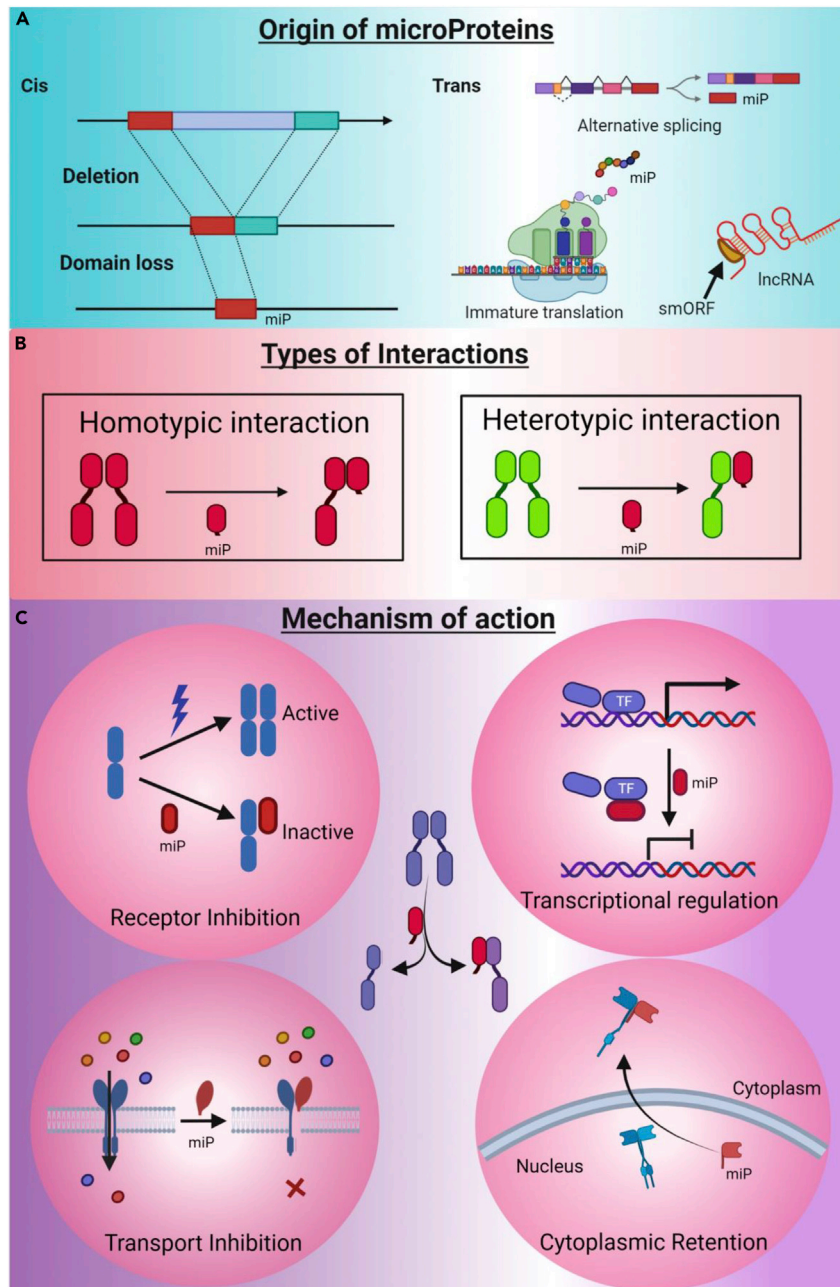 A
Origin of microProteins
Cis
Deletion
Domain loss
miP
Trans
miP
Alternative splicing
miP
Immature translation
smORF
lncRNA
B
Types of Interactions
Homotypic interaction
miP
Heterotypic interaction
miP
C
Mechanism of action
Active
miP
Inactive
Receptor Inhibition
TF
miP
TF
Transcriptional regulation
miP
Transport Inhibition
Cytoplasm
Nucleus
miP
Cytoplasmic Retention